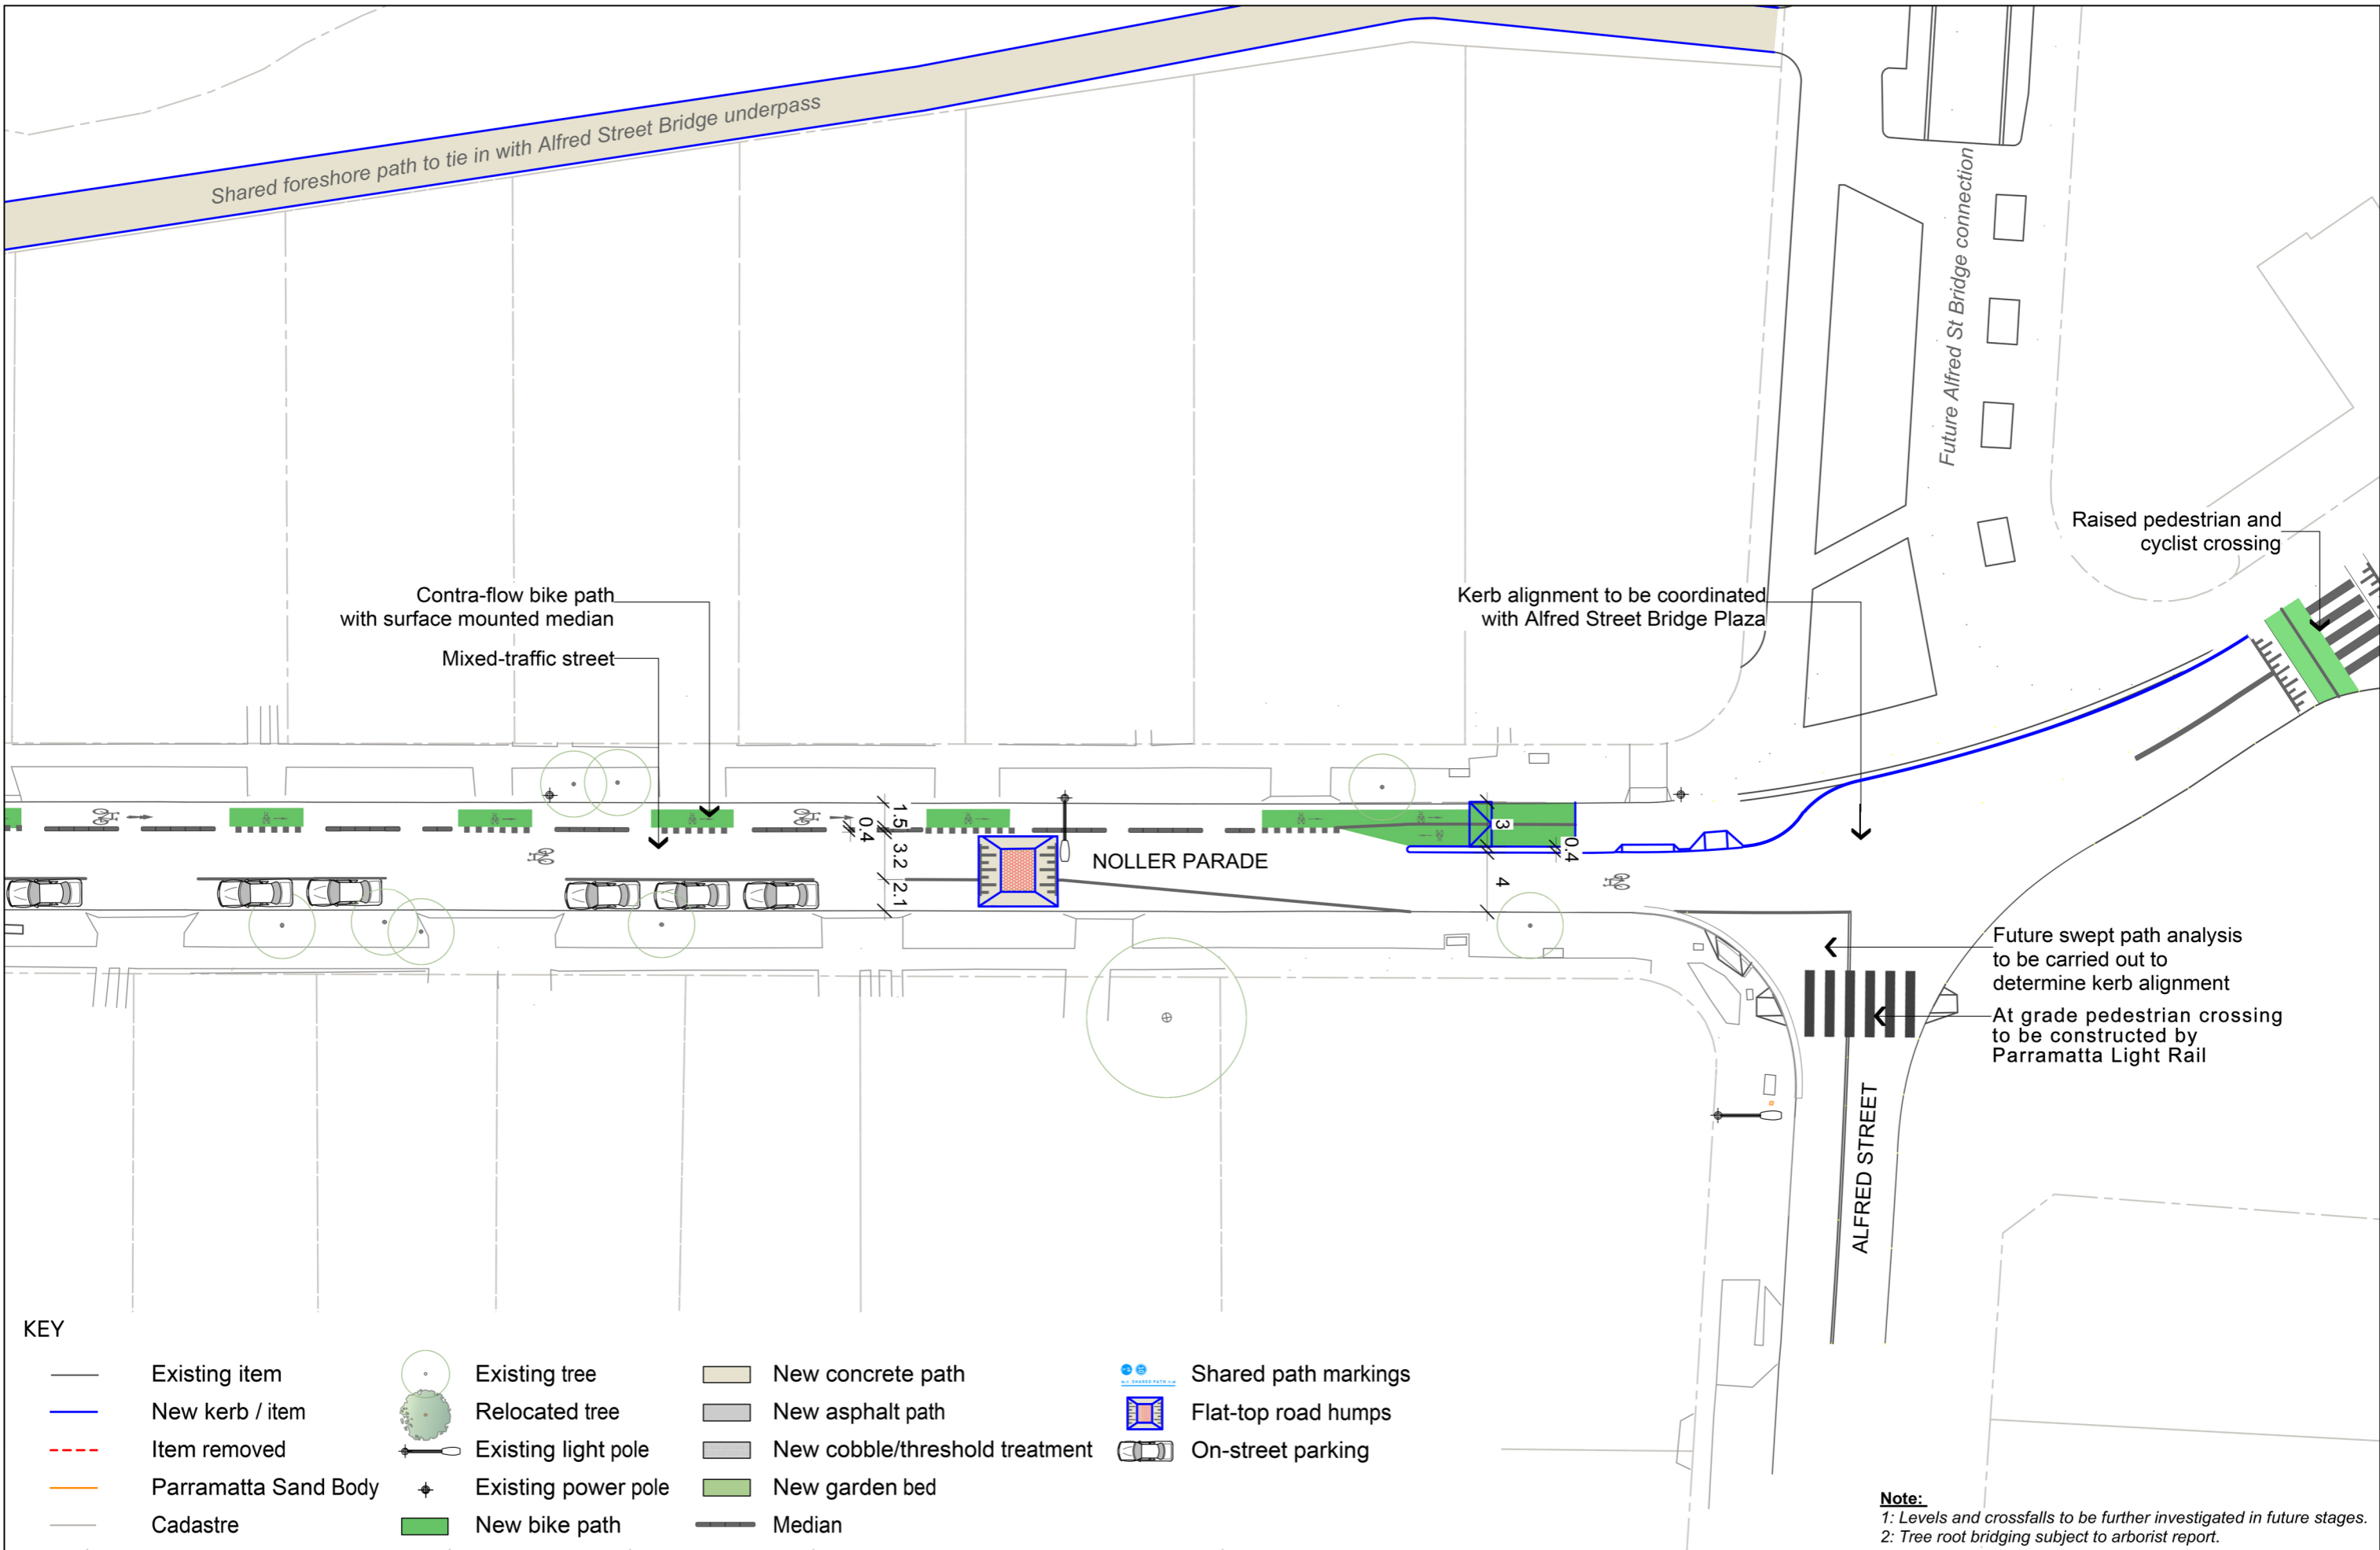 Shared foreshore path to tie in with Alfred Street Bridge underpass
Future Alfred St Bridge connection
Raised pedestrian and
cyclist crossing
Contra-flow bike path
with surface mounted median
Mixed-traffic street
Kerb alignment to be coordinated
with Alfred Street Bridge Plaza
1.5
0.4
3.2
2.1
NOLLER PARADE
3
0.4
4
Future swept path analysis
to be carried out to
determine kerb alignment
At grade pedestrian crossing
to be constructed by
Parramatta Light Rail
ALFRED STREET
KEY
Existing item
New kerb / item
Item removed
Parramatta Sand Body
Cadastre
Existing tree
Relocated tree
Existing light pole
Existing power pole
New bike path
New concrete path
New asphalt path
New cobble/threshold treatment
New garden bed
Median
Shared path markings
Flat-top road humps
On-street parking
Note:
1: Levels and crossfalls to be further investigated in future stages.
2: Tree root bridging subject to arborist report.